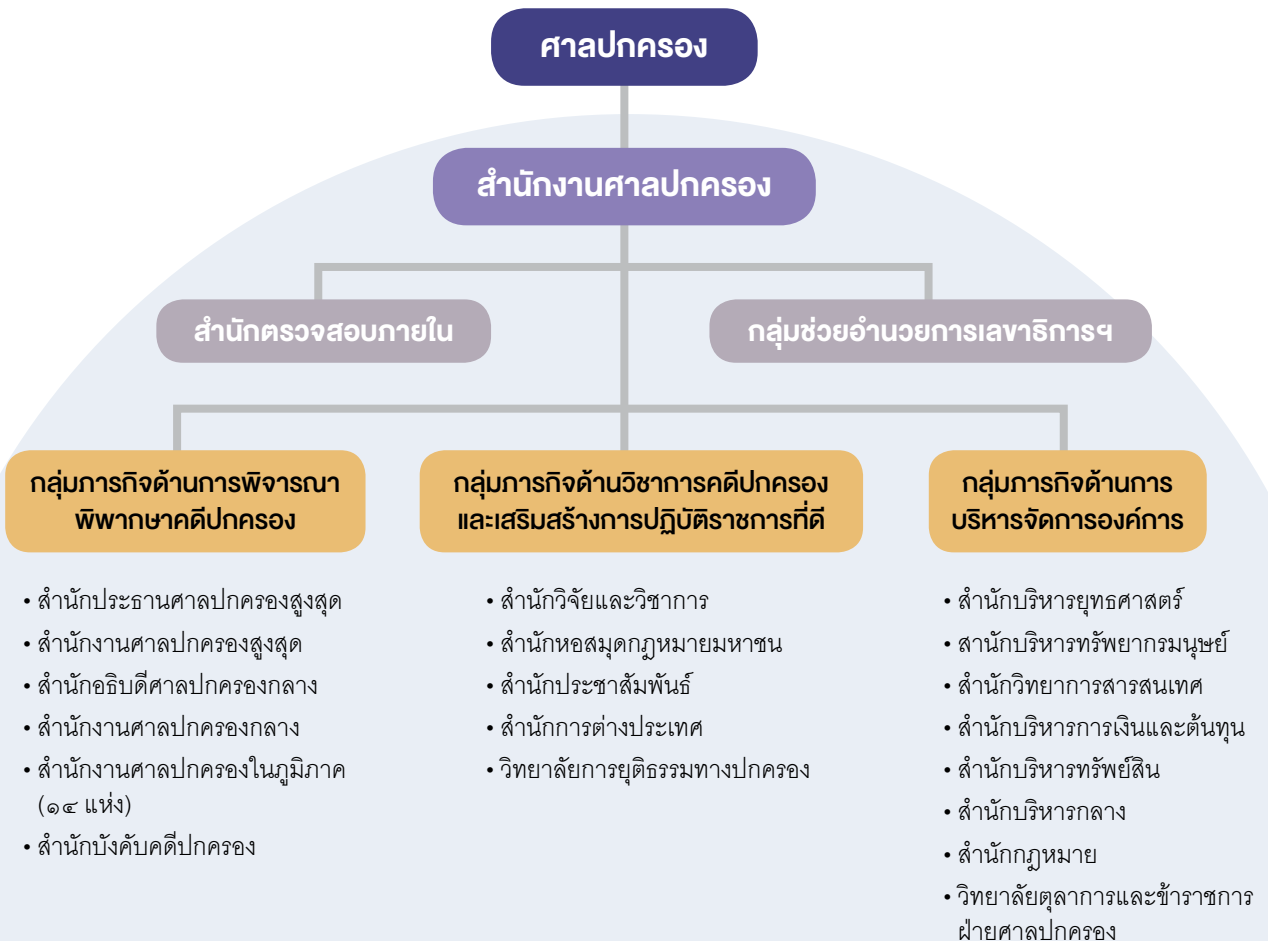 ศาลปกครอง
สำนักงานศาลปกครอง
สำนักตรวจสอบภายใน
กลุ่มช่วยอำนวยการเลขาธิการฯ
กลุ่มภารกิจด้านการพิจารณา
พิพากษาคดีปกครอง
• สำนักประธานศาลปกครองสูงสุด
• สำนักงานศาลปกครองสูงสุด
• สำนักอธิบดีศาลปกครองกลาง
• สำนักงานศาลปกครองกลาง
• สำนักงานศาลปกครองในภูมิภาค
(๑๔ แห่ง)
• สำนักบังคับคดีปกครอง
กลุ่มภารกิจด้านวิชาการคดีปกครอง
และเสริมสร้างการปฏิบัติราชการที่ดี
• สำนักวิจัยและวิชาการ
• สำนักหอสมุดกฎหมายมหาชน
• สำนักประชาสัมพันธ์
• สำนักการต่างประเทศ
• วิทยาลัยการยุติธรรมทางปกครอง
กลุ่มภารกิจด้านการ
บริหารจัดการองค์การ
• สำนักบริหารยุทธศาสตร์
• สานักบริหารทรัพยากรมนุษย์
• สำนักวิทยาการสารสนเทศ
• สำนักบริหารการเงินและต้นทุน
• สำนักบริหารทรัพย์สิน
• สำนักบริหารกลาง
• สำนักกฎหมาย
• วิทยาลัยตุลาการและข้าราชการ
ฝ่ายศาลปกครอง